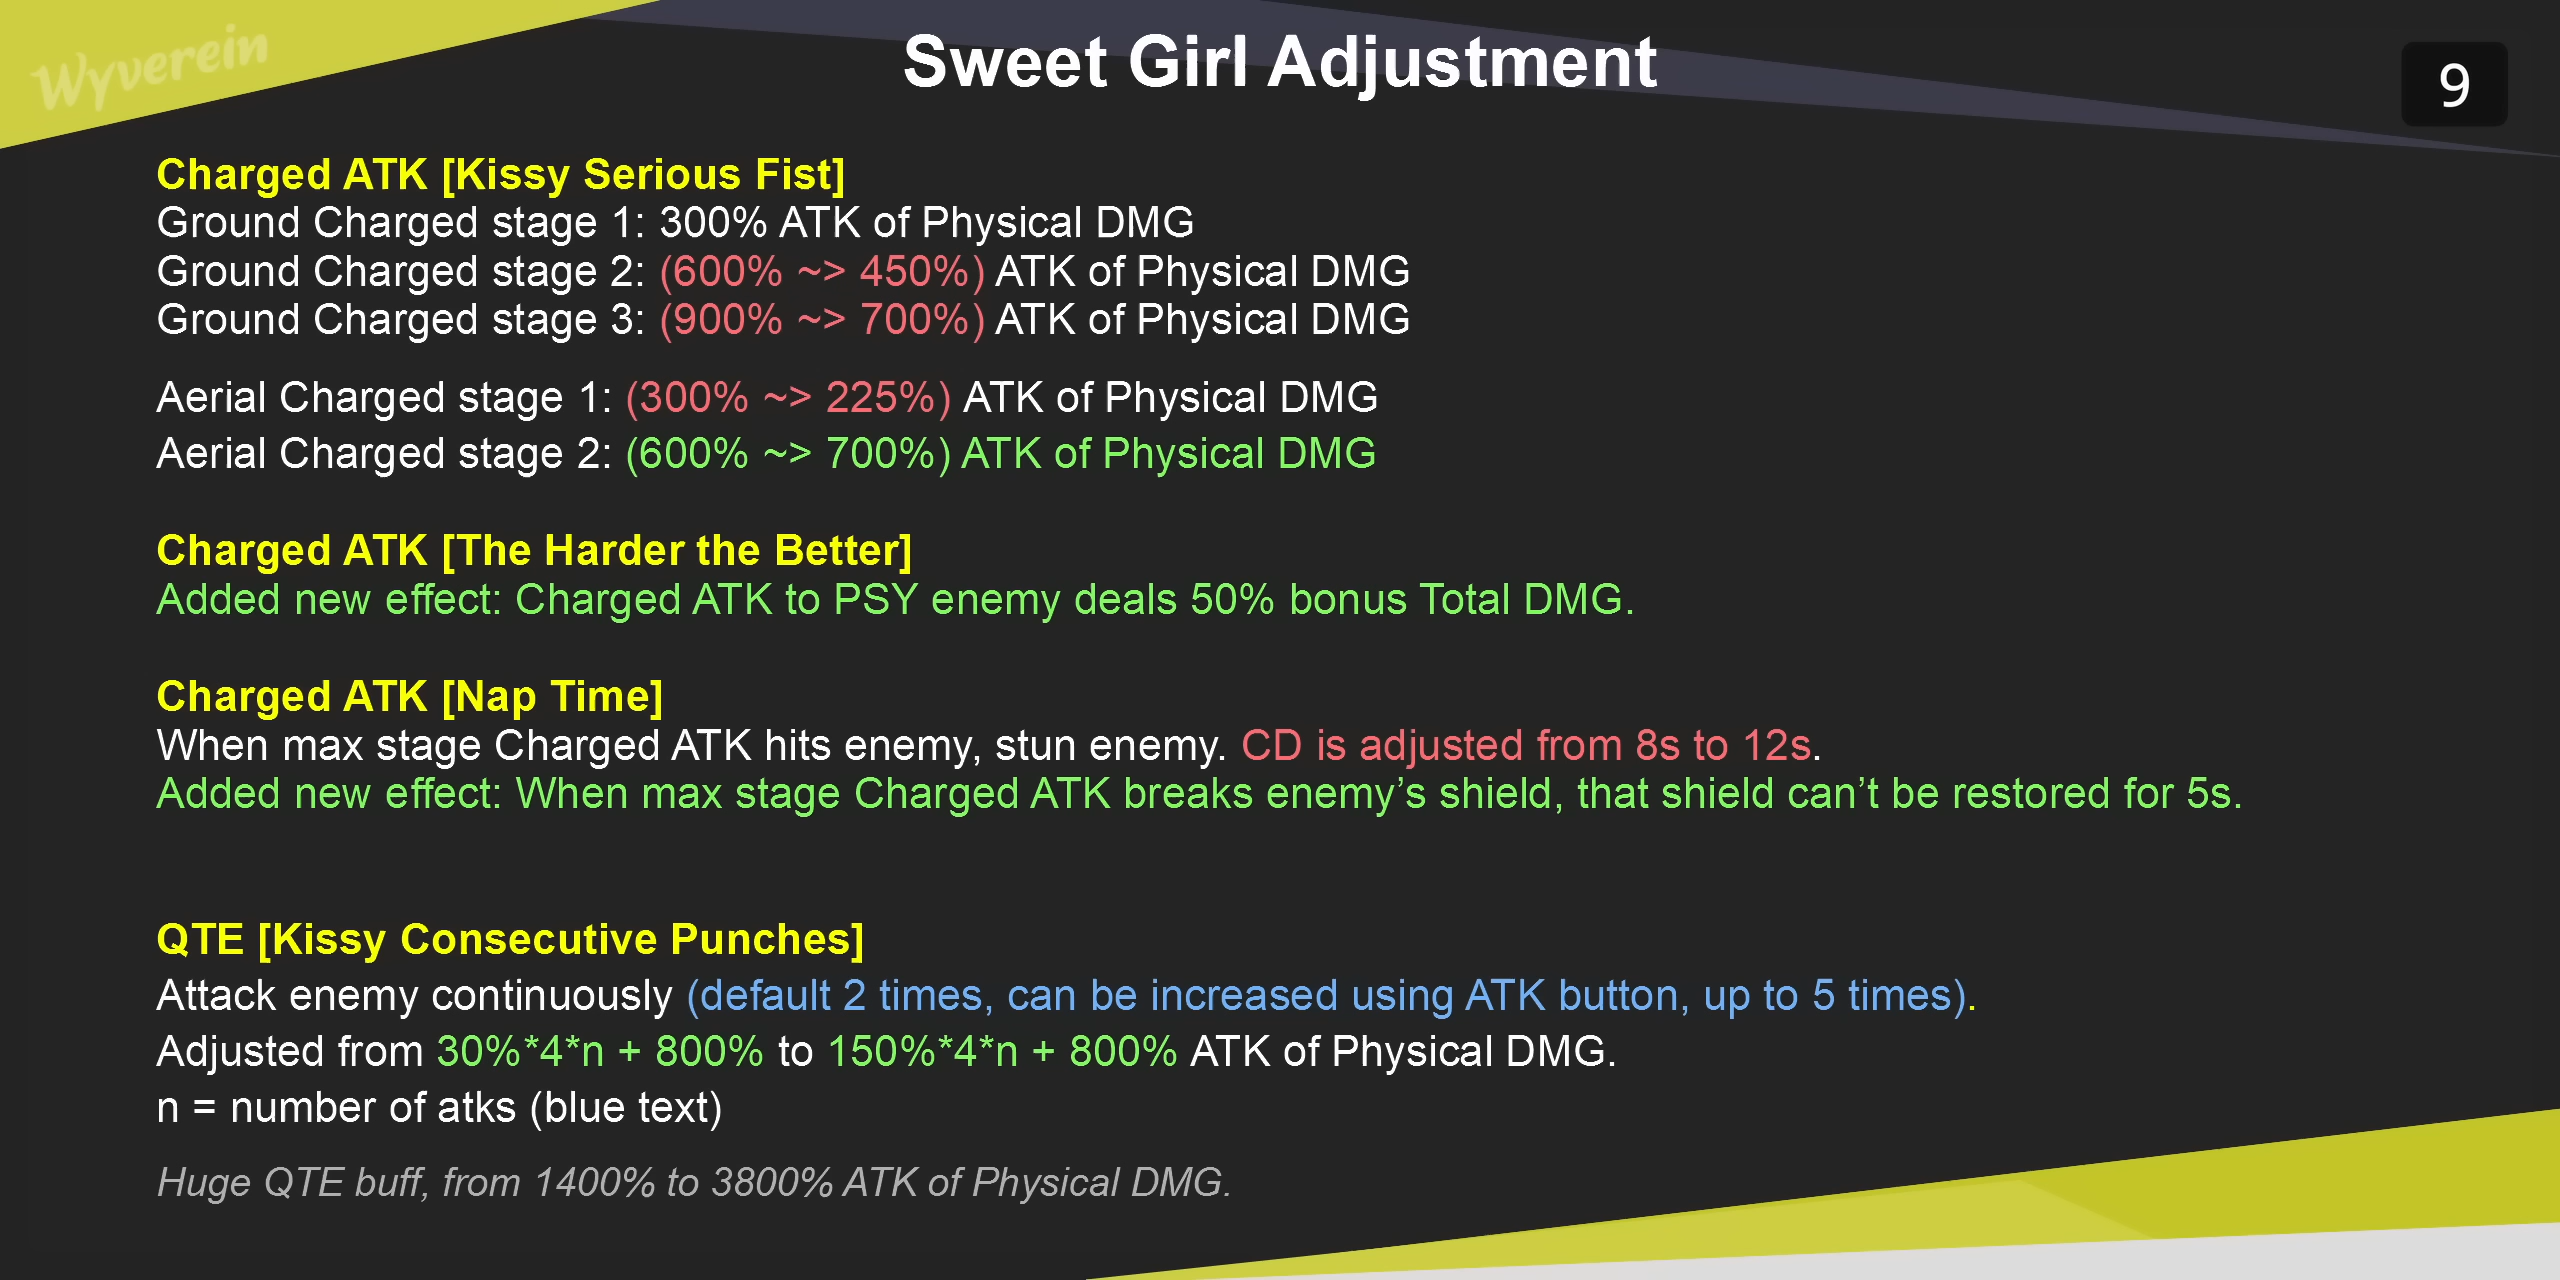 Wyverein
Sweet Girl Adjustment
9
Charged ATK [Kissy Serious Fist]
Ground Charged stage 1: 300% ATK of Physical DMG
Ground Charged stage 2: (600% ~> 450%) ATK of Physical DMG
Ground Charged stage 3: (900% ~> 700%) ATK of Physical DMG
Aerial Charged stage 1: (300% ~> 225%) ATK of Physical DMG
Aerial Charged stage 2: (600% ~> 700%) ATK of Physical DMG
Charged ATK [The Harder the Better]
Added new effect: Charged ATK to PSY enemy deals 50% bonus Total DMG.
Charged ATK [Nap Time]
When max stage Charged ATK hits enemy, stun enemy. CD is adjusted from 8s to 12s.
Added new effect: When max stage Charged ATK breaks enemy’s shield, that shield can’t be restored for 5s.
QTE [Kissy Consecutive Punches]
Attack enemy continuously (default 2 times, can be increased using ATK button, up to 5 times).
Adjusted from 30%*4*n + 800% to 150%*4*n + 800% ATK of Physical DMG.
n = number of atks (blue text)
Huge QTE buff, from 1400% to 3800% ATK of Physical DMG.